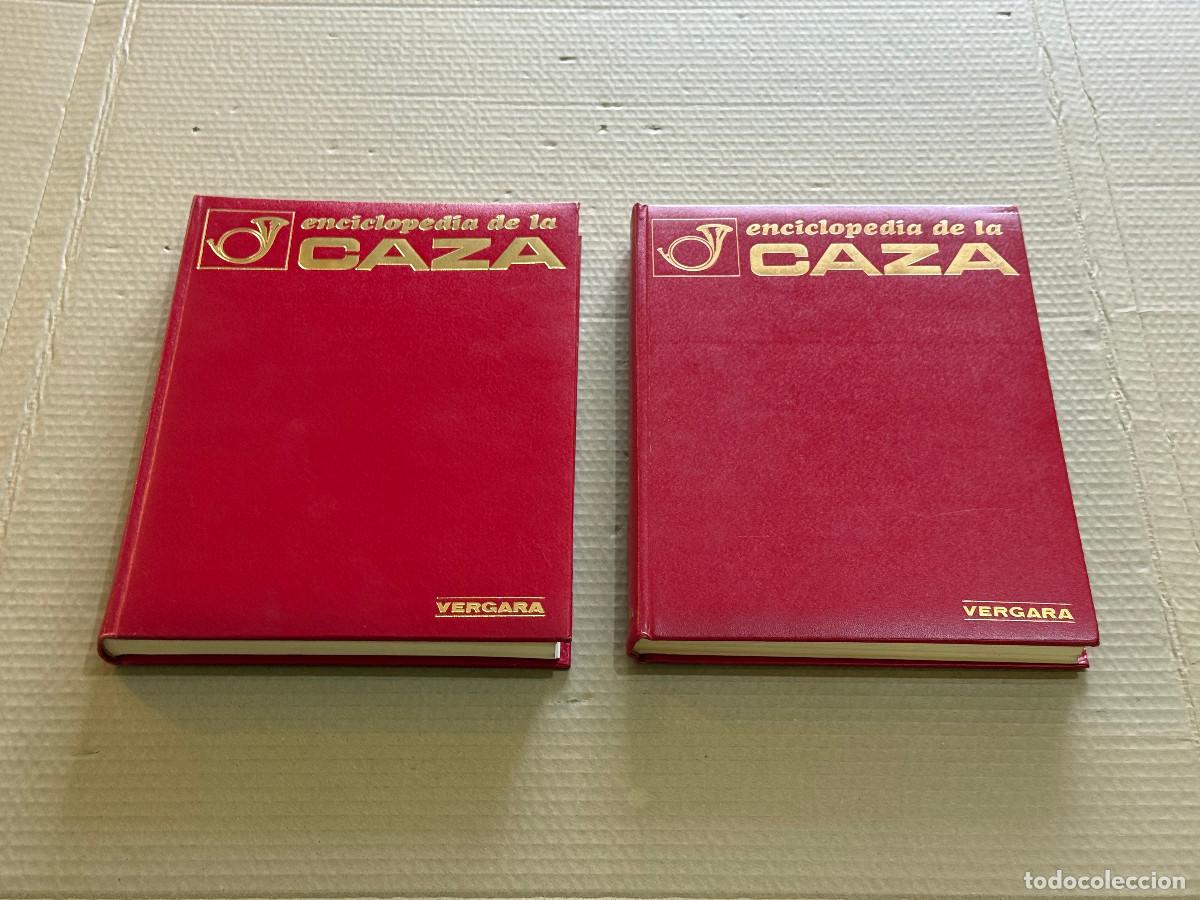 enciclopedia de la
CAZA
VERGARA
enciclopedia de la
CAZA
VERGARA
todocoleccion